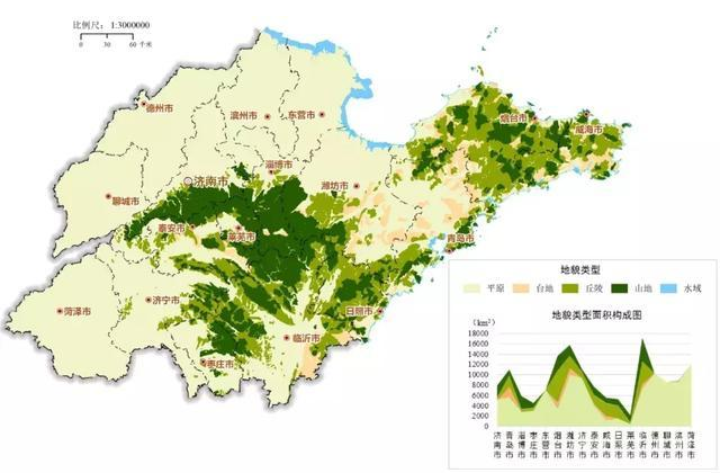 比例尺： 1:3000000
0 30 60 千米
德州市
滨州市
东营市
烟台市
威海市
淄博市
济南市
潍坊市
聊城市
泰安市
莱芜市
青岛市
菏泽市
济宁市
日照市
临沂市
枣庄市
地貌类型
平原 台地 丘陵 山地 水域
地貌类型面积构成图
(km²)
18000
16000
14000
12000
10000
8000
6000
4000
2000
0
济南市 青岛市 淄博市 枣庄市 东营市 烟台市 潍坊市 济宁市 泰安市 威海市 日照市 莱芜市 临沂市 德州市 聊城市 滨州市 菏泽市